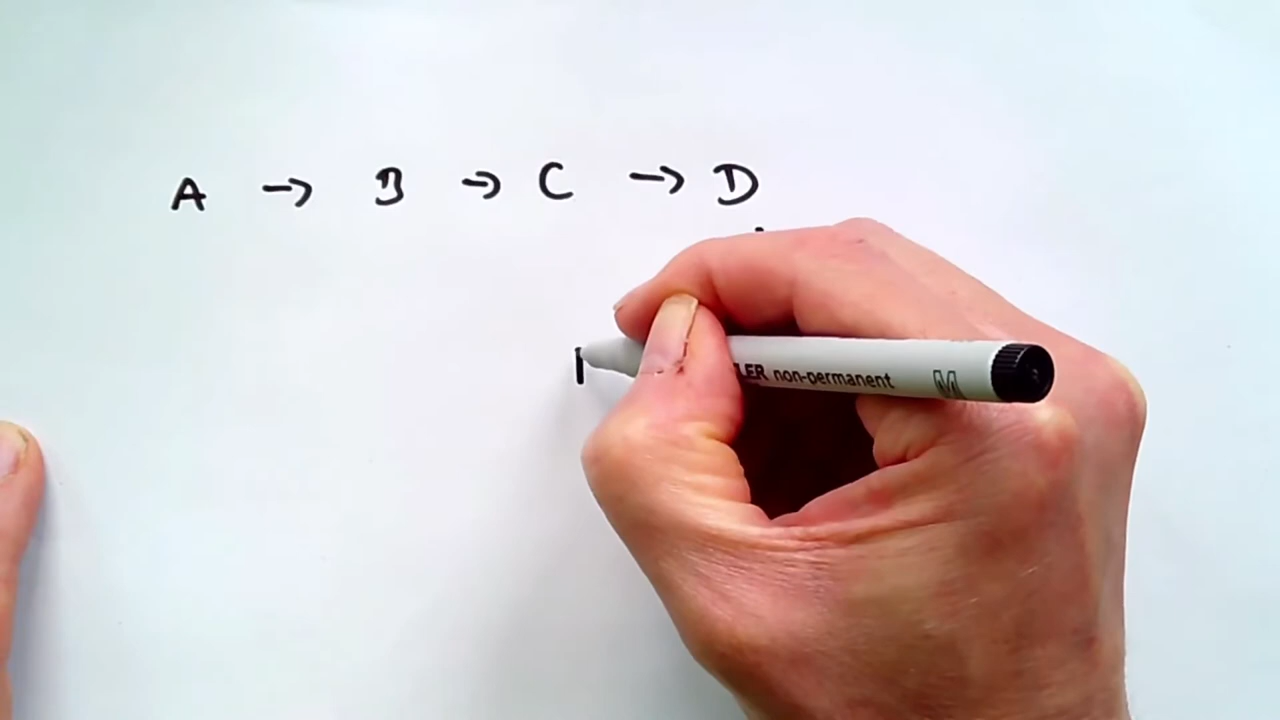 A → B → C → D
LER non-permanent M